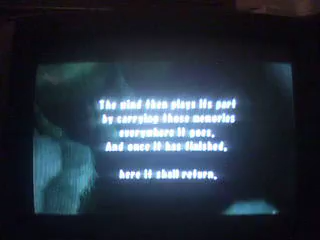 The wind then plays its part
by carrying those memories
everywhere it goes.
And once it has finished,
here it shall return.